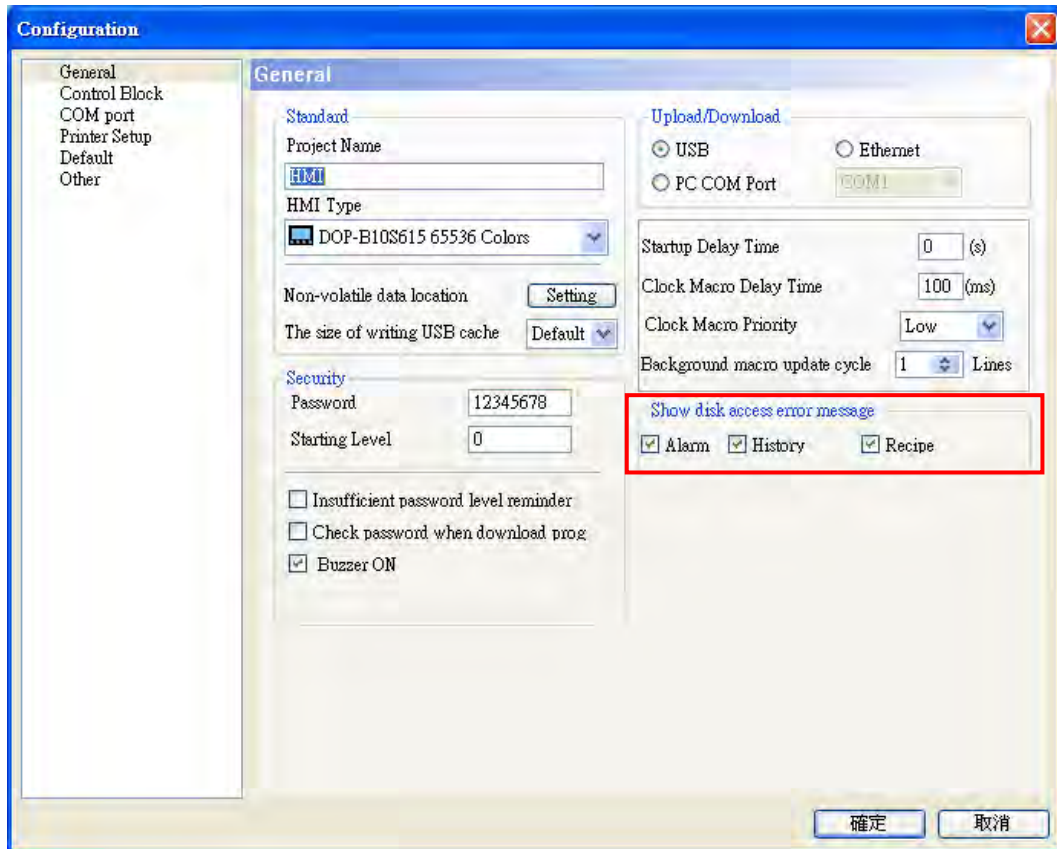 Configuration
General
Control Block
COM port
Printer Setup
Default
Other
General
Standard
Project Name
HMI
HMI Type
DOP-B10S615 65536 Colors
Non-volatile data location Setting
The size of writing USB cache Default
Security
Password 12345678
Starting Level 0
Insufficient password level reminder
Check password when download prog
Buzzer ON
Upload/Download
USB Ethernet
PC COM Port COM1
Startup Delay Time 0 (s)
Clock Macro Delay Time 100 (ms)
Clock Macro Priority Low
Background macro update cycle 1 Lines
Show disk access error message
Alarm History Recipe
確定 取消